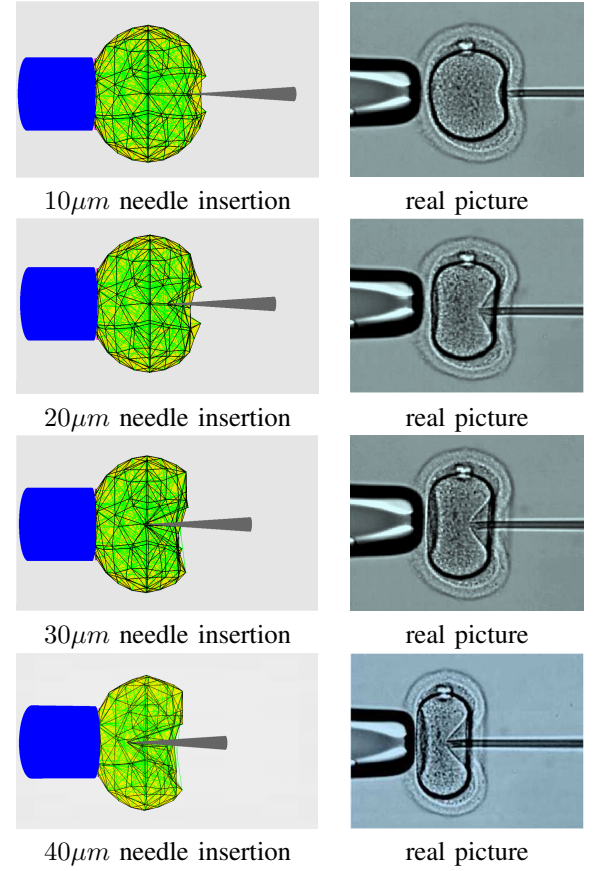 10μm needle insertion real picture
20μm needle insertion real picture
30μm needle insertion real picture
40μm needle insertion real picture